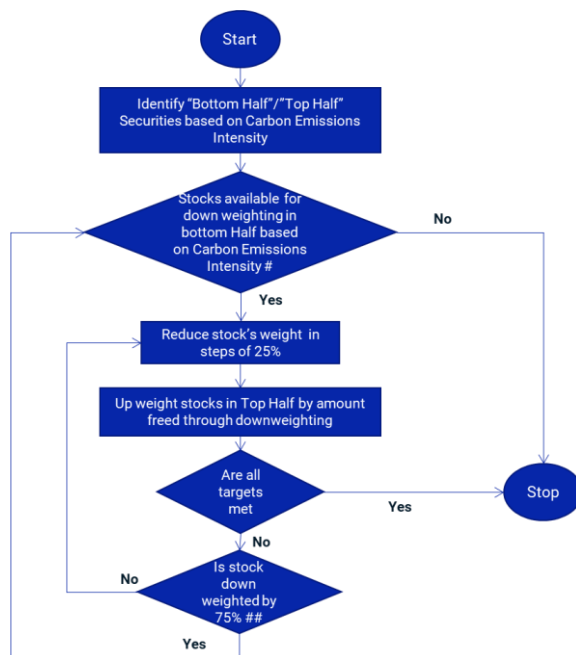 Start
Identify “Bottom Half”/”Top Half”
Securities based on Carbon Emissions
Intensity
Stocks available for
down weighting in
bottom Half based
on Carbon Emissions
Intensity #
No
Yes
Reduce stock’s weight in
steps of 25%
Up weight stocks in Top Half by amount
freed through downweighting
Are all
targets
met
Yes
Stop
No
Is stock
down
weighted by
75% ##
No
Yes